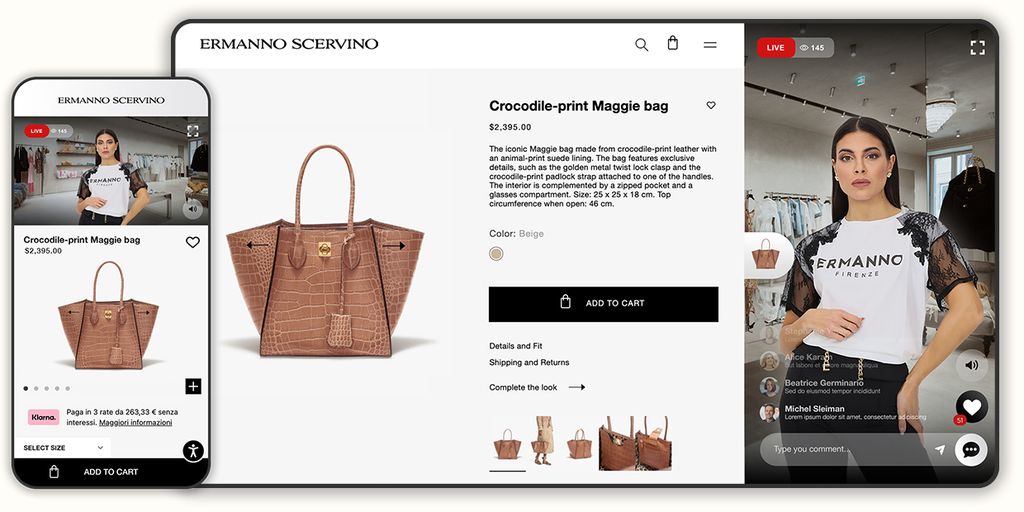 ERMANNO SCERVINO
LIVE 145
ERMANNO
Crocodile-print Maggie bag
$2,395.00
Klarna.
Paga in 3 rate da 263,33 € senza
interessi. Maggiori informazioni
SELECT SIZE
ADD TO CART
ERMANNO SCERVINO
Crocodile-print Maggie bag
$2,395.00
The iconic Maggie bag made from crocodile-print leather with
an animal-print suede lining. The bag features exclusive
details, such as the golden metal twist lock clasp and the
crocodile-print padlock strap attached to one of the handles.
The interior is complemented by a zipped pocket and a
glasses compartment. Size: 25 x 25 x 18 cm. Top
circumference when open: 46 cm.
Color: Beige
ADD TO CART
Details and Fit
Shipping and Returns
Complete the look
LIVE 145
ERMANNO
FIRENZE
Alice Karam
Beatrice Germinario
Sed do eiusmod tempor incididunt
Michel Sleiman
Lorem ipsum dolor sit amet, consectetur adipiscing
51
Type you comment...